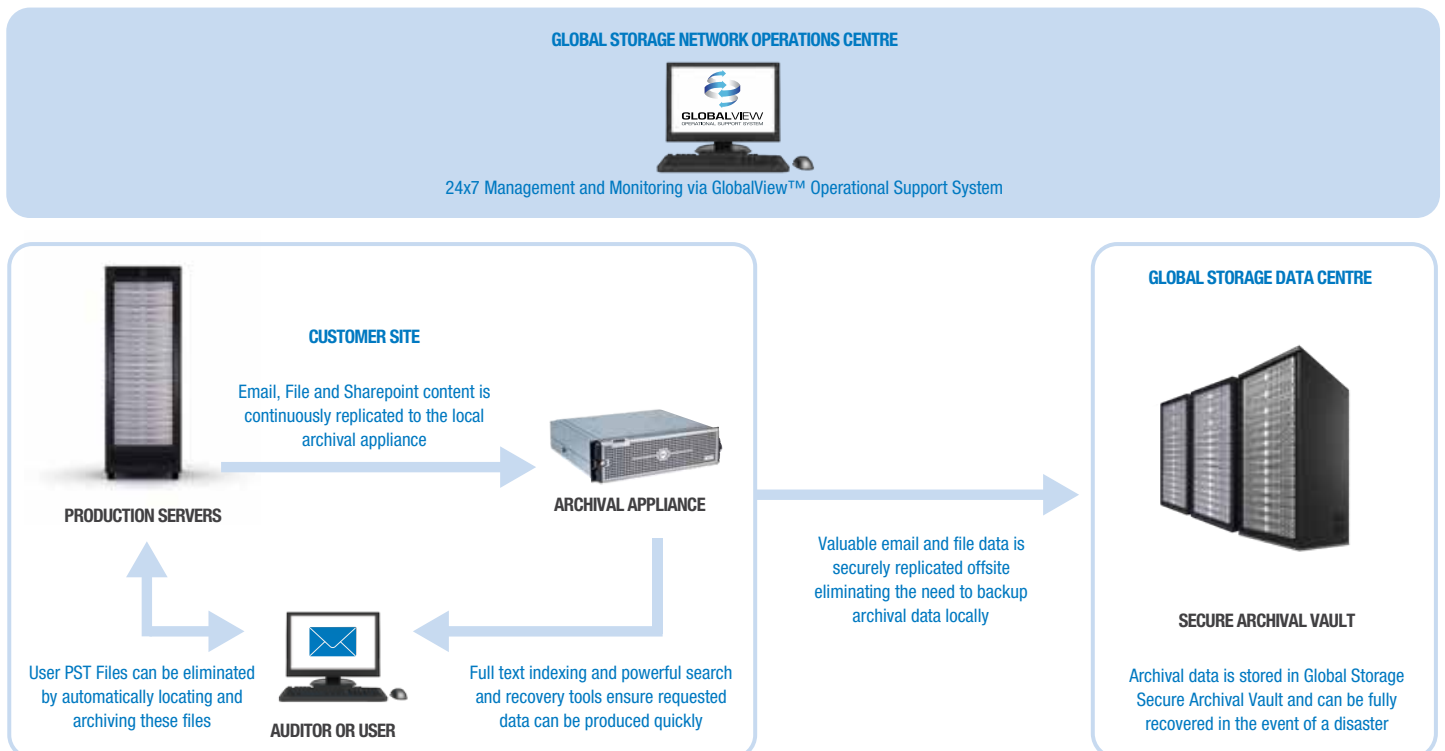 GLOBAL STORAGE NETWORK OPERATIONS CENTRE
GLOBALVIEW
OPERATIONAL SUPPORT SYSTEM
24x7 Management and Monitoring via GlobalView™ Operational Support System
CUSTOMER SITE
Email, File and Sharepoint content is
continuously replicated to the local
archival appliance
PRODUCTION SERVERS
ARCHIVAL APPLIANCE
User PST Files can be eliminated
by automatically locating and
archiving these files
AUDITOR OR USER
Full text indexing and powerful search
and recovery tools ensure requested
data can be produced quickly
Valuable email and file data is
securely replicated offsite
eliminating the need to backup
archival data locally
GLOBAL STORAGE DATA CENTRE
SECURE ARCHIVAL VAULT
Archival data is stored in Global Storage
Secure Archival Vault and can be fully
recovered in the event of a disaster